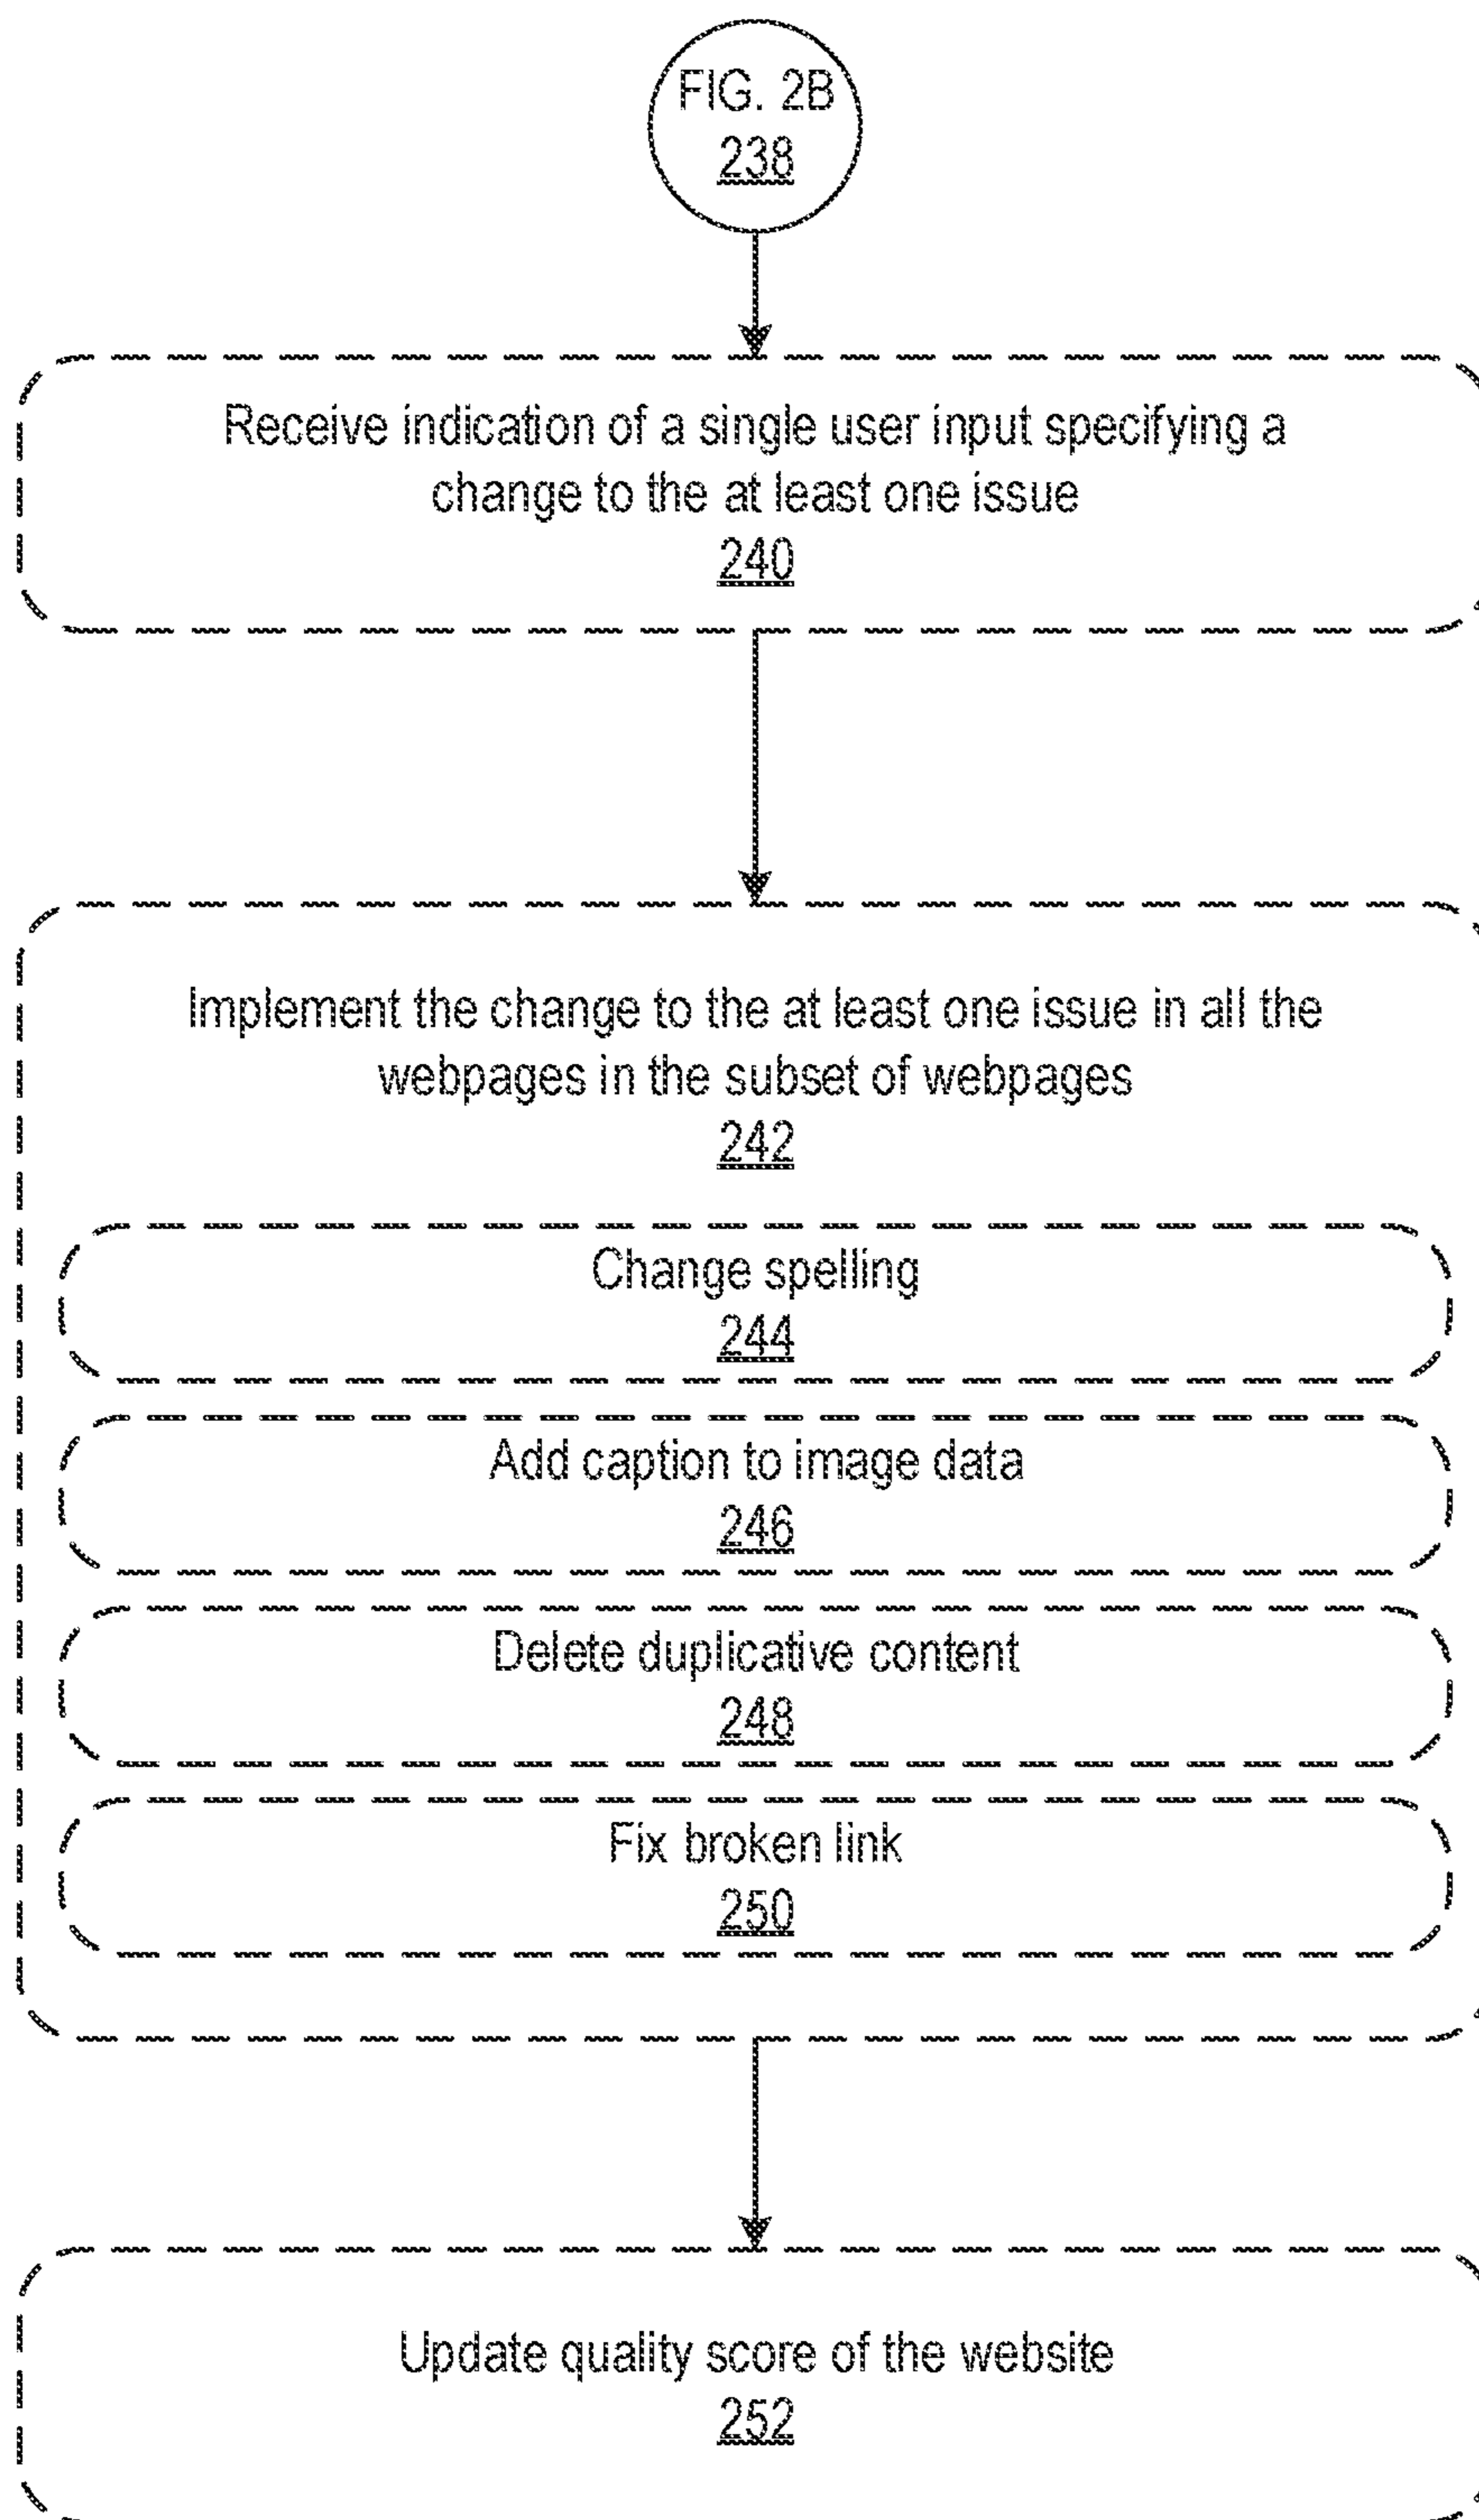 FIG. 2B
238
Receive indication of a single user input specifying a
change to the at least one issue
240
Implement the change to the at least one issue in all the
webpages in the subset of webpages
242
Change spelling
244
Add caption to image data
246
Delete duplicative content
248
Fix broken link
250
Update quality score of the website
252